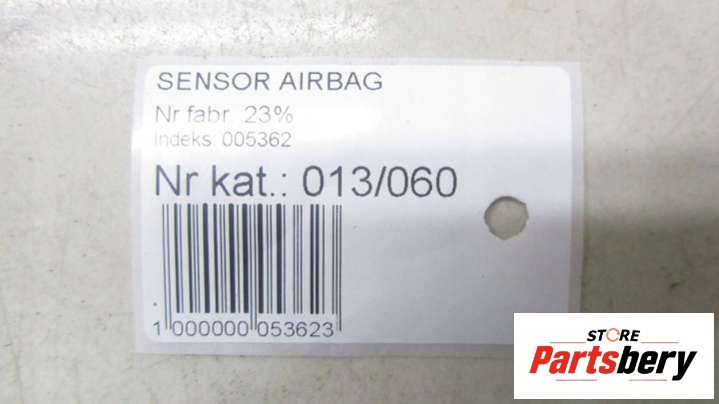 SENSOR AIRBAG
Nr fabr. 23%
Indeks: 005362
Nr kat.: 013/060
1 000000 053623
STORE
Partsbery